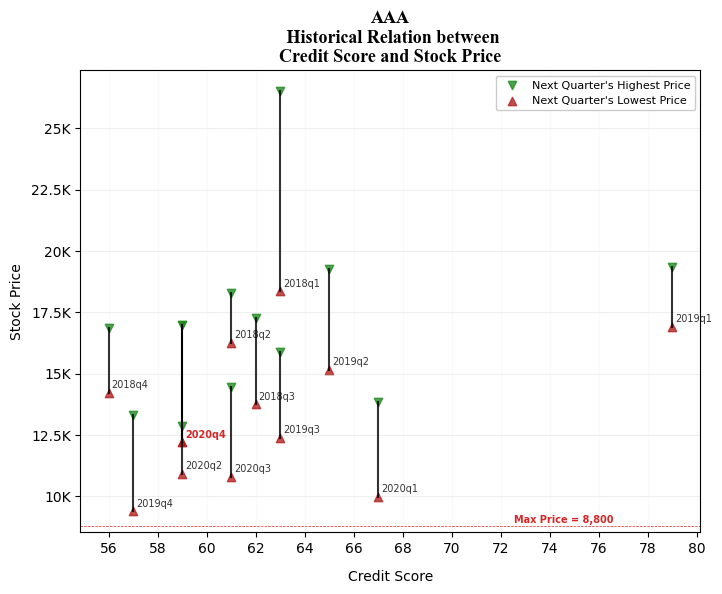 AAA
Historical Relation between
Credit Score and Stock Price
Next Quarter's Highest Price
Next Quarter's Lowest Price
Stock Price
25K
22.5K
20K
17.5K
15K
12.5K
10K
2018q1
2019q1
2018q2
2019q2
2018q4
2018q3
2020q4
2019q3
2020q2
2020q3
2020q1
2019q4
Max Price = 8,800
56 58 60 62 64 66 68 70 72 74 76 78 80
Credit Score